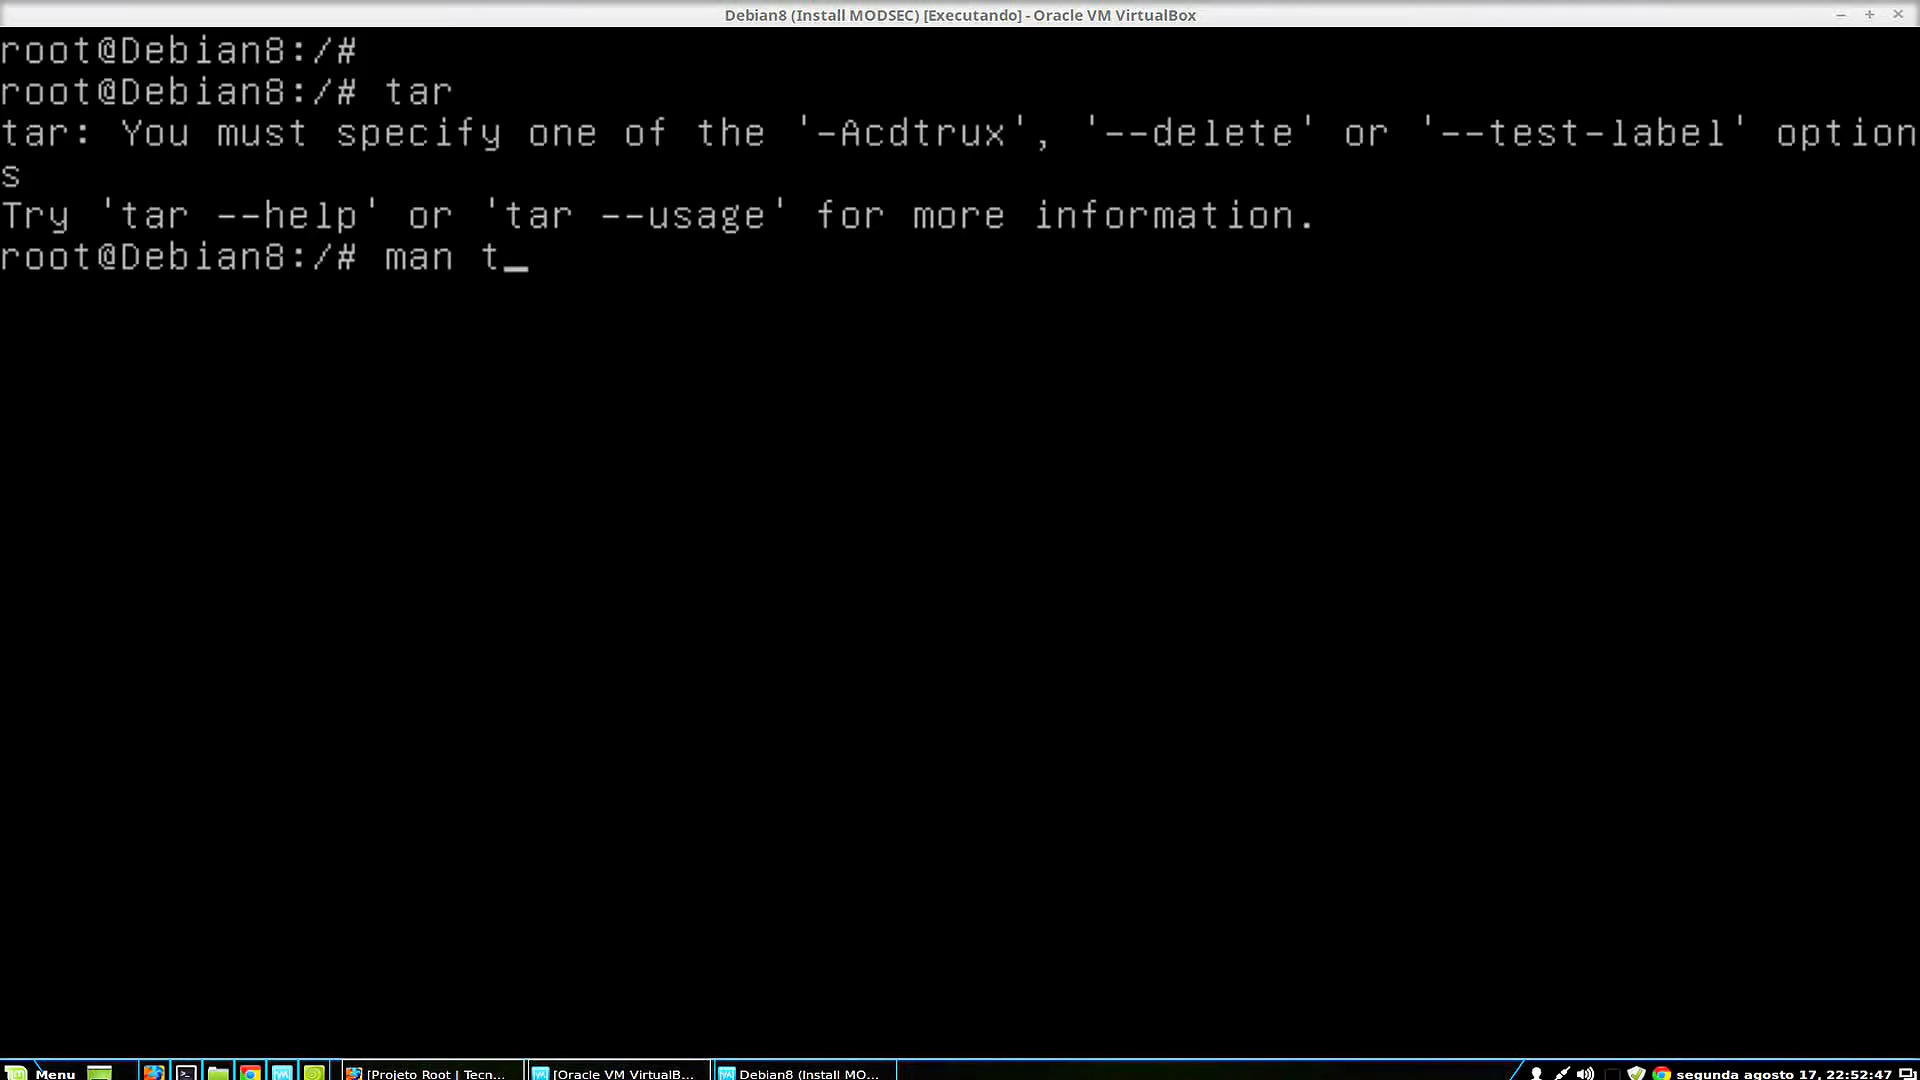 Debian8 (Install MODSEC) [Executando] - Oracle VM VirtualBox
root@Debian8:/#
root@Debian8:/# tar
tar: You must specify one of the '-Acdtrux', '--delete' or '--test-label' option
s
Try 'tar --help' or 'tar --usage' for more information.
root@Debian8:/# man t_
Menu [Projeto Root | Tecn... [Oracle VM VirtualB... Debian8 (Install MO... segunda agosto 17, 22:52:47